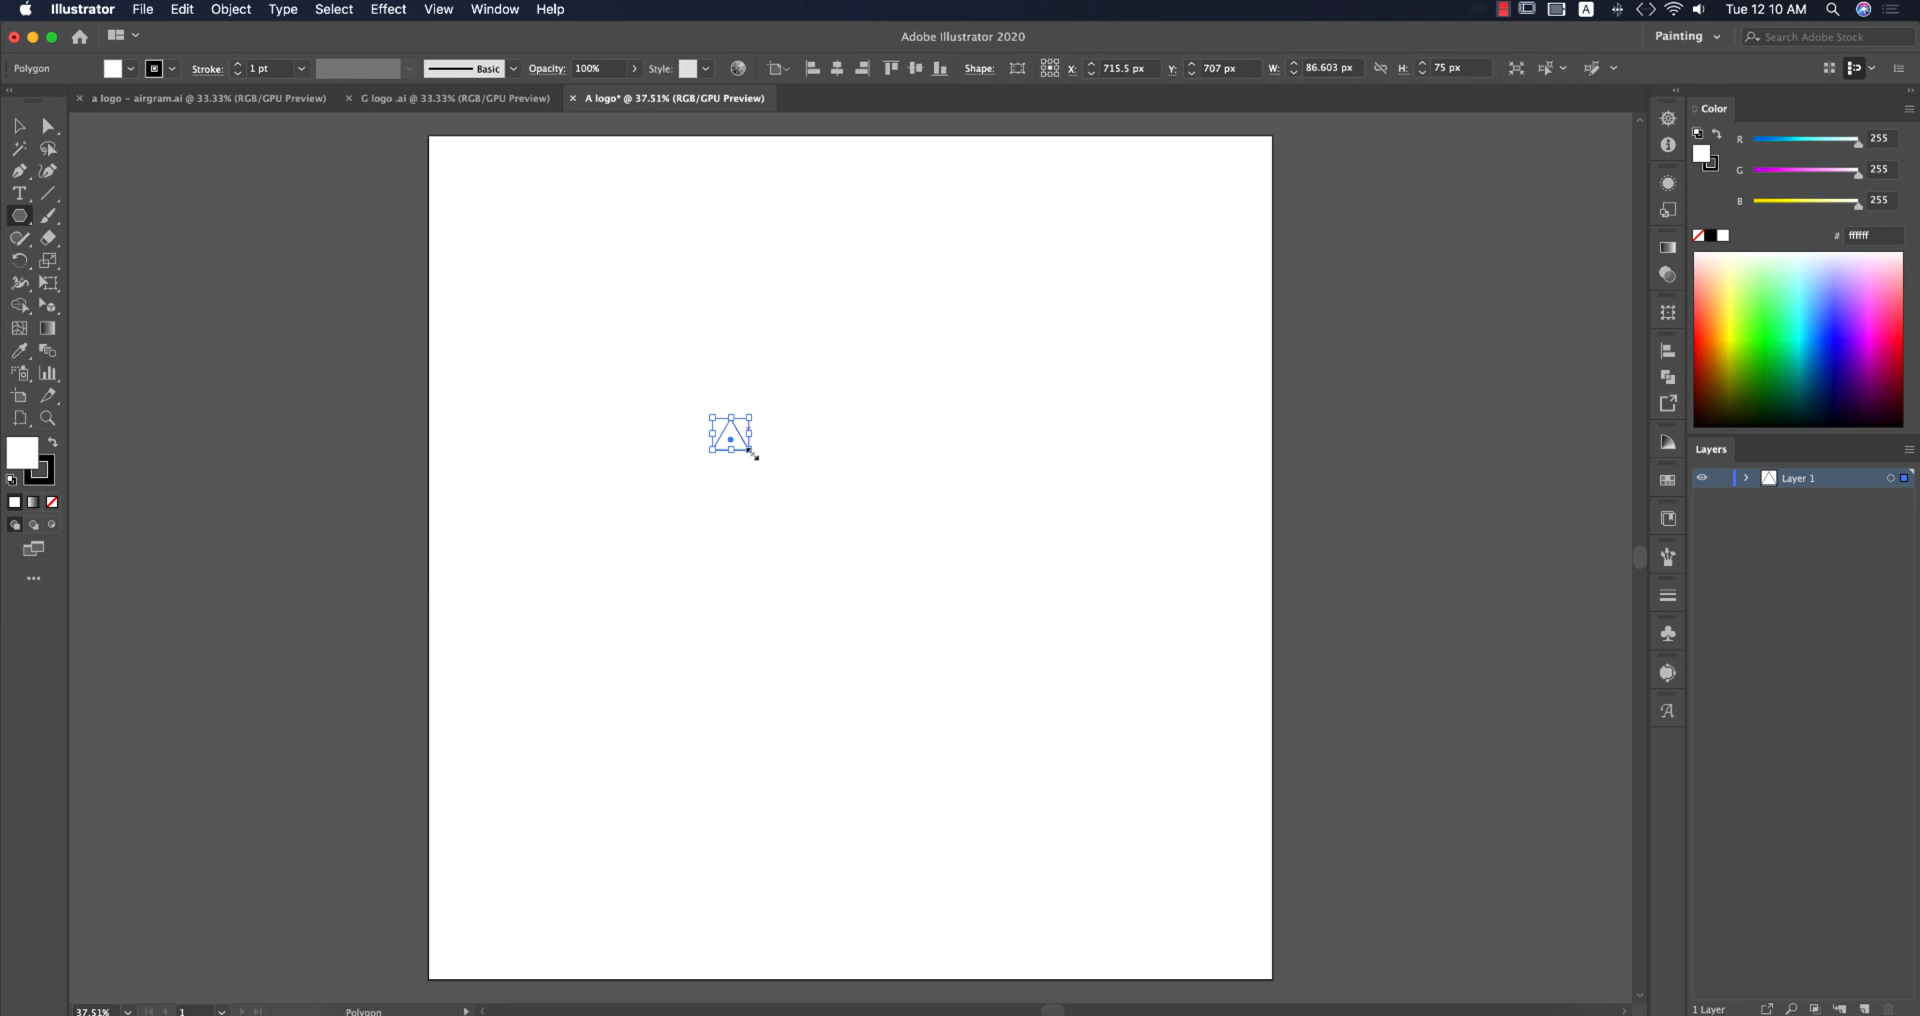 Illustrator File Edit Object Type Select Effect View Window Help
A
Tue 12 10 AM
Adobe Illustrator 2020
Painting
Search Adobe Stock
Polygon
Stroke: 1 pt
Basic
Opacity: 100%
Style:
Shape:
X: 715.5 px
Y: 707 px
W: 86.603 px
H: 75 px
× a logo - airgram.ai @ 33.33% (RGB/GPU Preview)
× G logo .ai @ 33.33% (RGB/GPU Preview)
× A logo* @ 37.51% (RGB/GPU Preview)
Color
R 255
G 255
B 255
# ffffff
Layers
Layer 1
37.51%
1
Polygon
1 Layer